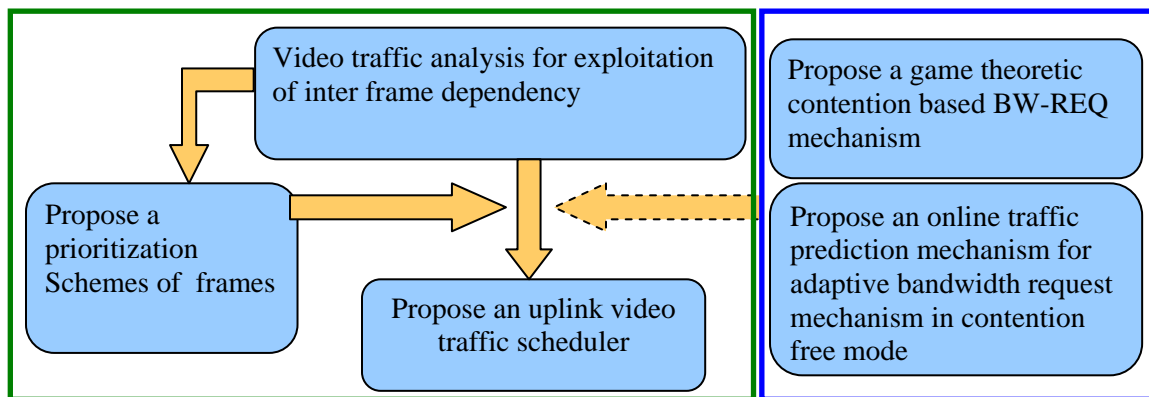 Video traffic analysis for exploitation
of inter frame dependency
Propose a
prioritization
Schemes of frames
Propose an uplink video
traffic scheduler
Propose a game theoretic
contention based BW-REQ
mechanism
Propose an online traffic
prediction mechanism for
adaptive bandwidth request
mechanism in contention
free mode